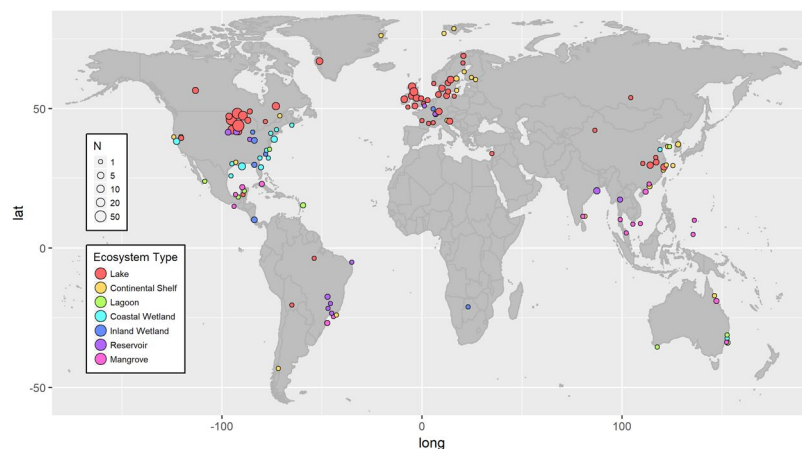 50
0
-50
lat
-100
0
100
long
N
1
5
10
20
50
Ecosystem Type
Lake
Continental Shelf
Lagoon
Coastal Wetland
Inland Wetland
Reservoir
Mangrove